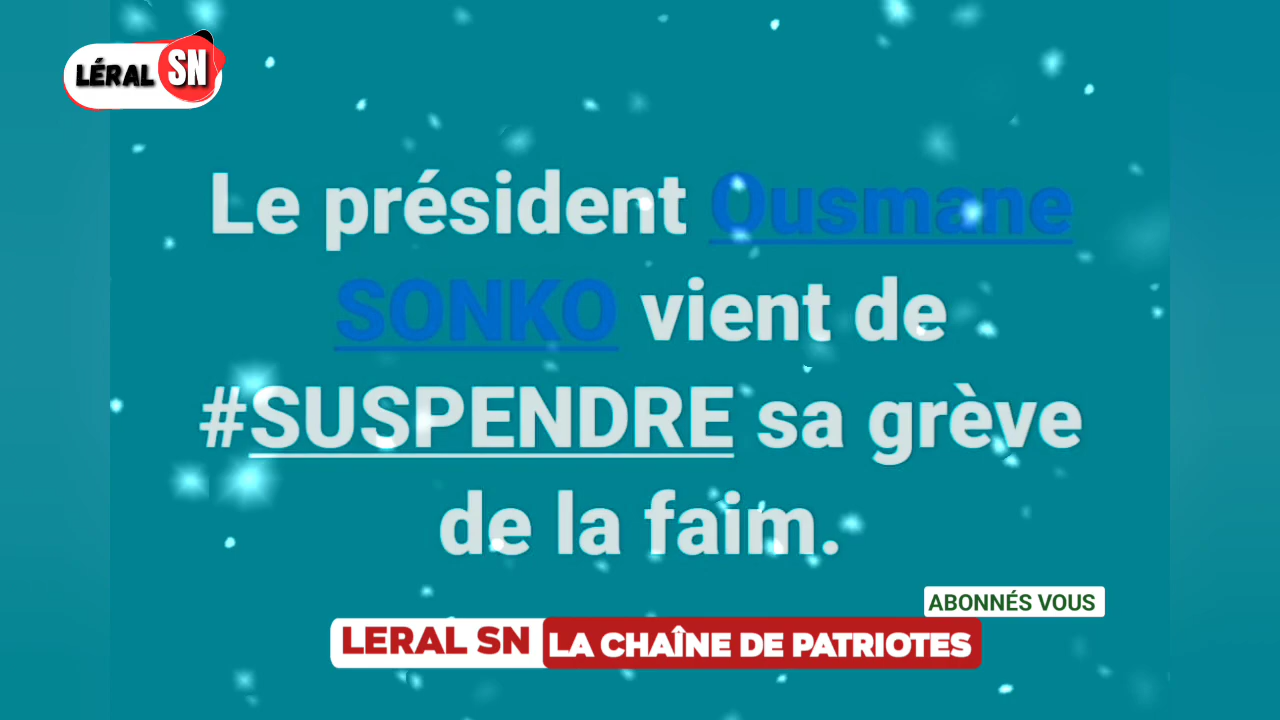 LÉRAL SN
Le président Ousmane
SONKO vient de
#SUSPENDRE sa grève
de la faim.
ABONNÉS VOUS
LERAL SN LA CHAÎNE DE PATRIOTES